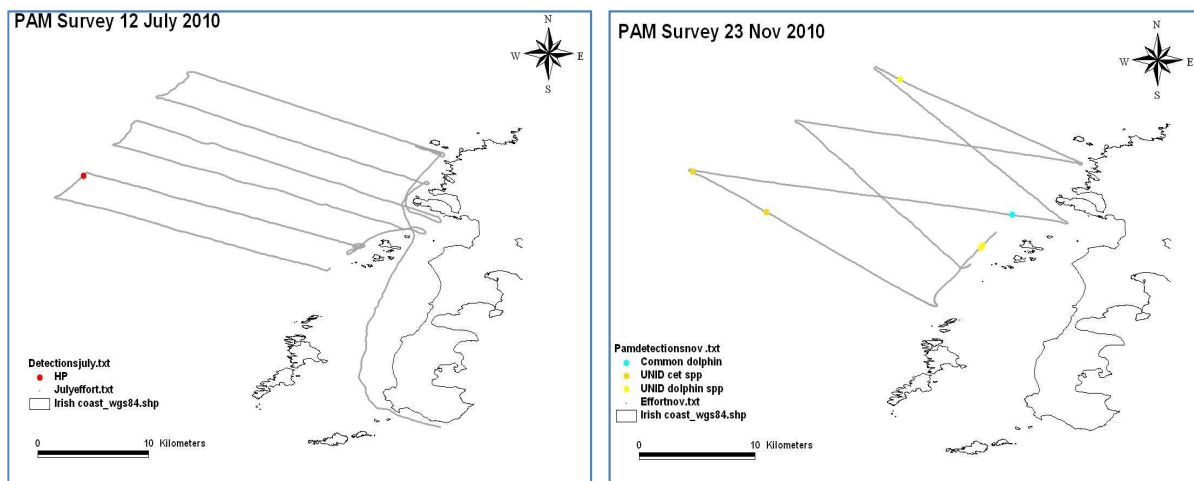 PAM Survey 12 July 2010
N
W E
S
Detectionsjuly.txt
HP
Julyeffort.txt
Irish coast_wgs84.shp
0 10 Kilometers
PAM Survey 23 Nov 2010
N
W E
S
Pamdetectionsnov .txt
Common dolphin
UNID cet spp
UNID dolphin spp
Effortnov.txt
Irish coast_wgs84.shp
0 10 Kilometers